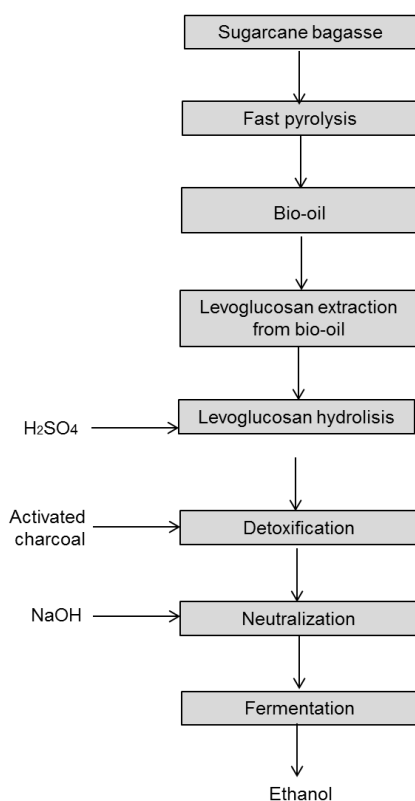 Sugarcane bagasse
Fast pyrolysis
Bio-oil
Levoglucosan extraction
from bio-oil
H₂SO₄
Levoglucosan hydrolisis
Activated
charcoal
Detoxification
NaOH
Neutralization
Fermentation
Ethanol